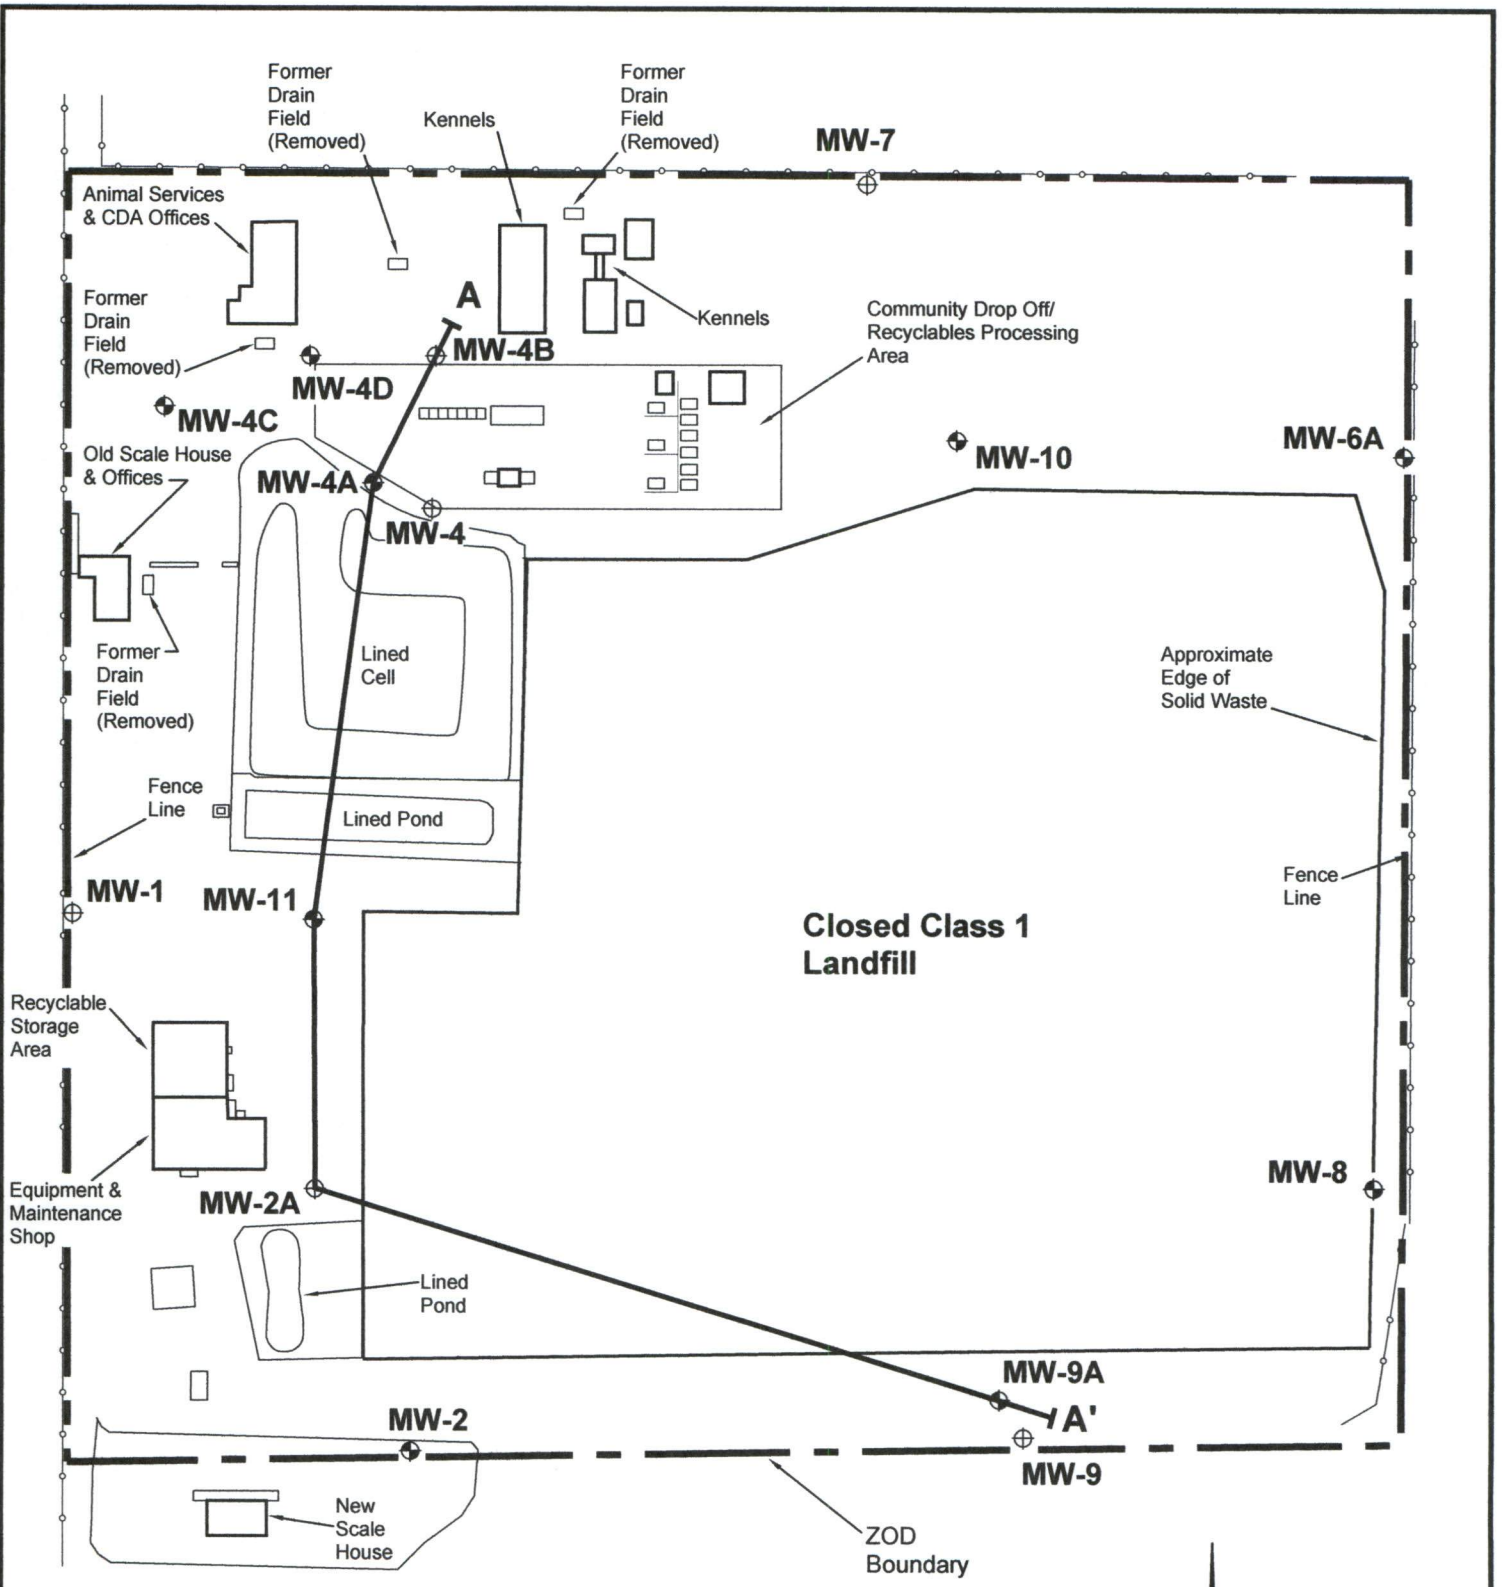 Former
Drain
Field
(Removed)
Kennels
Former
Drain
Field
(Removed)
MW-7
Animal Services
& CDA Offices
Former
Drain
Field
(Removed)
A
Kennels
Community Drop Off/
Recyclables Processing
Area
MW-4B
MW-4D
MW-4C
MW-10
MW-6A
Old Scale House
& Offices
MW-4A
MW-4
Former
Drain
Field
(Removed)
Lined
Cell
Approximate
Edge of
Solid Waste
Fence
Line
Lined Pond
MW-1
MW-11
Fence
Line
Closed Class 1
Landfill
Recyclable
Storage
Area
MW-8
Equipment &
Maintenance
Shop
MW-2A
Lined
Pond
MW-9A
A'
MW-2
MW-9
New
Scale
House
ZOD
Boundary